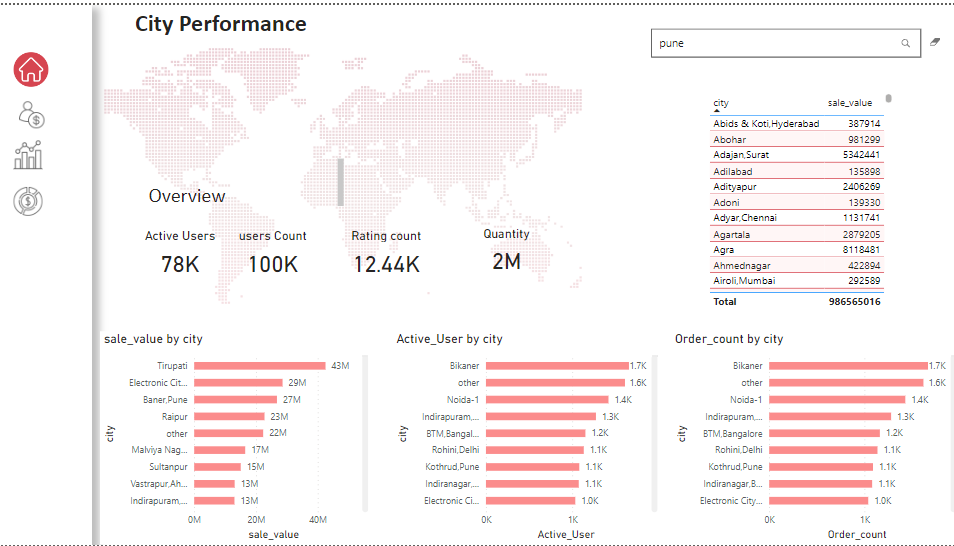 City Performance
pune
city sale_value
Abids & Koti,Hyderabad 387914
Abohar 981299
Adajan,Surat 5342441
Adilabad 135898
Adityapur 2406269
Adoni 139330
Adyar,Chennai 1131741
Agartala 2879205
Agra 8118481
Ahmednagar 422894
Airoli,Mumbai 292589
Total 986565016
Overview
Active Users users Count Rating count Quantity
78K 100K 12.44K 2M
sale_value by city
city
Tirupati 43M
Electronic Cit... 29M
Baner,Pune 27M
Raipur 23M
other 22M
Malviya Nag... 17M
Sultanpur 15M
Vastrapur,Ah... 13M
Indirapuram,... 13M
0M 20M 40M
sale_value
Active_User by city
city
Bikaner 1.7K
other 1.6K
Noida-1 1.4K
Indirapuram,... 1.3K
BTM,Bangal... 1.2K
Rohini,Delhi 1.1K
Kothrud,Pune 1.1K
Indiranagar,... 1.1K
Electronic Ci... 1.0K
0K 1K
Active_User
Order_count by city
city
Bikaner 1.7K
other 1.6K
Noida-1 1.4K
Indirapuram,... 1.3K
BTM,Bangalore 1.2K
Rohini,Delhi 1.1K
Kothrud,Pune 1.1K
Indiranagar,B... 1.1K
Electronic City,... 1.0K
0K 1K
Order_count